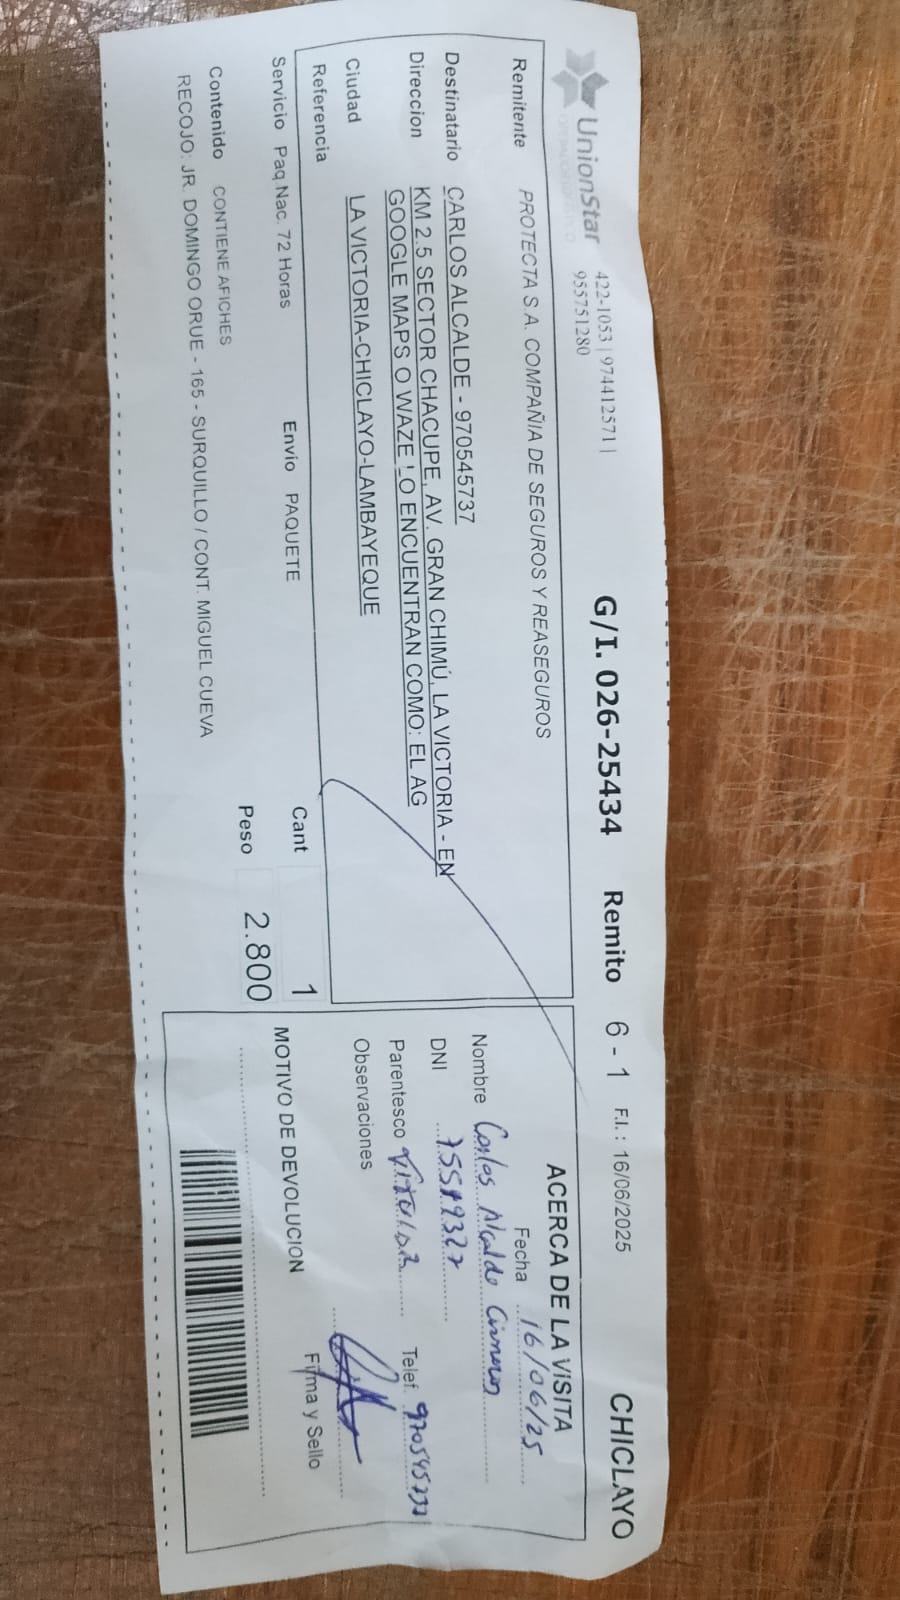 UnionStar 422-1053 | 974412571 |
955751280
G/I. 026-25434 Remito 6 - 1 F.I.: 16/06/2025 CHICLAYO
Remitente PROTECTA S.A. COMPAÑIA DE SEGUROS Y REASEGUROS
Destinatario CARLOS ALCALDE - 970545737
Direccion KM 2.5 SECTOR CHACUPE, AV. GRAN CHIMÚ, LA VICTORIA - EN
GOOGLE MAPS O WAZE LO ENCUENTRAN COMO: EL AG
Ciudad LA VICTORIA-CHICLAYO-LAMBAYEQUE
Referencia
Servicio Paq Nac. 72 Horas Envio PAQUETE Cant 1
Peso 2.800
Contenido CONTIENE AFICHES
RECOJO: JR. DOMINGO ORUE - 165 - SURQUILLO / CONT. MIGUEL CUEVA
ACERCA DE LA VISITA
Fecha 16/06/25
Nombre Carlos Alcalde Cisneros
DNI
Parentesco TITULAR Telef. 970545737
Observaciones
Firma y Sello
MOTIVO DE DEVOLUCION